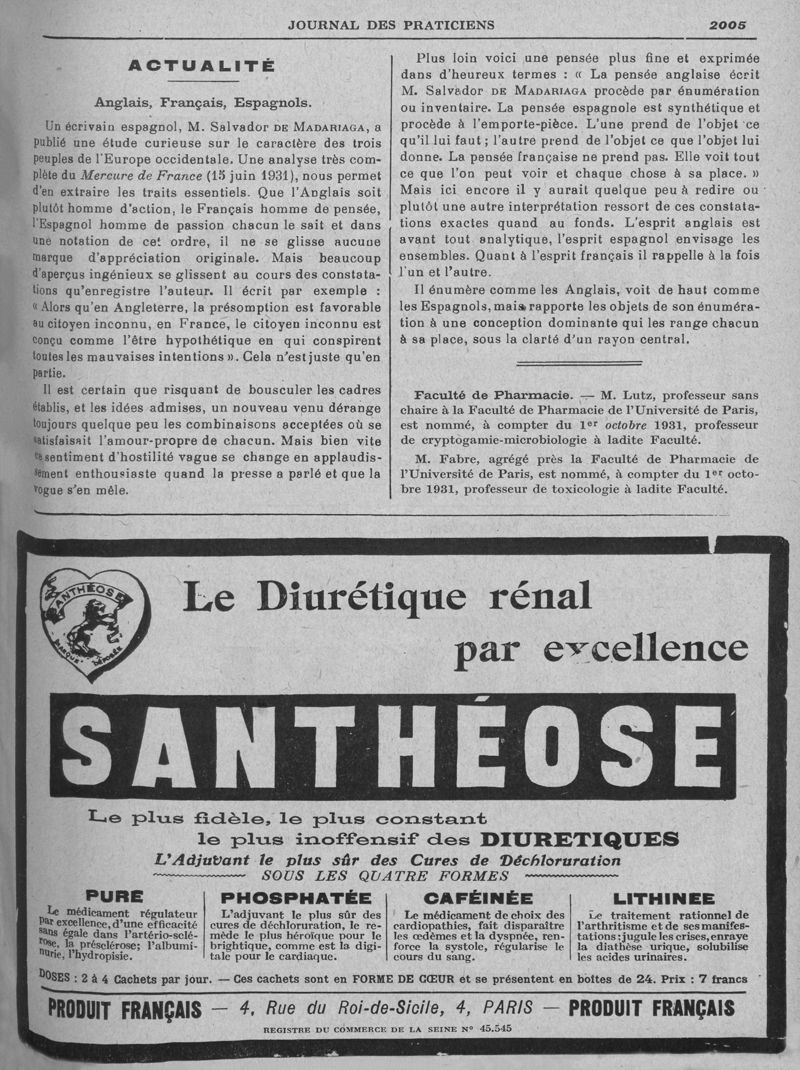 JOURNAL DES PRATICIENS 2005
ACTUALITÉ
Anglais, Français, Espagnols.
Un écrivain espagnol, M. Salvador DE MADARIAGA, a
publié une étude curieuse sur le caractère des trois
peuples de l'Europe occidentale. Une analyse très com-
plète du Mercure de France (15 juin 1931), nous permet
d'en extraire les traits essentiels. Que l'Anglais soit
plutôt homme d'action, le Français homme de pensée,
l'Espagnol homme de passion chacun le sait et dans
une notation de cet ordre, il ne se glisse aucune
marque d'appréciation originale. Mais beaucoup
d'aperçus ingénieux se glissent au cours des constata-
tions qu'enregistre l'auteur. Il écrit par exemple :
« Alors qu'en Angleterre, la présomption est favorable
au citoyen inconnu, en France, le citoyen inconnu est
conçu comme l'être hypothétique en qui conspirent
toutes les mauvaises intentions ». Cela n'est juste qu'en
partie.
Il est certain que risquant de bousculer les cadres
établis, et les idées admises, un nouveau venu dérange
toujours quelque peu les combinaisons acceptées où se
satisfaisait l'amour-propre de chacun. Mais bien vite
ce sentiment d'hostilité vague se change en applaudis-
sement enthousiaste quand la presse a parlé et que la
vogue s'en mêle.
Plus loin voici une pensée plus fine et exprimée
dans d'heureux termes : « La pensée anglaise écrit
M. Salvador DE MADARIAGA procède par énumération
ou inventaire. La pensée espagnole est synthétique et
procède à l'emporte-pièce. L'une prend de l'objet ce
qu'il lui faut ; l'autre prend de l'objet ce que l'objet lui
donne. La pensée française ne prend pas. Elle voit tout
ce que l'on peut voir et chaque chose à sa place. »
Mais ici encore il y aurait quelque peu à redire ou
plutôt une autre interprétation ressort de ces constata-
tions exactes quand au fonds. L'esprit anglais est
avant tout analytique, l'esprit espagnol envisage les
ensembles. Quant à l'esprit français il rappelle à la fois
l'un et l'autre.
Il énumère comme les Anglais, voit de haut comme
les Espagnols, mais rapporte les objets de son énuméra-
tion à une conception dominante qui les range chacun
à sa place, sous la clarté d'un rayon central.
Faculté de Pharmacie. — M. Lutz, professeur sans
chaire à la Faculté de Pharmacie de l'Université de Paris,
est nommé, à compter du 1er octobre 1931, professeur
de cryptogamie-microbiologie à ladite Faculté.
M. Fabre, agrégé près la Faculté de Pharmacie de
l'Université de Paris, est nommé, à compter du 1er octo-
bre 1931, professeur de toxicologie à ladite Faculté.
SANTHÉOSE
MARQUE DÉPOSÉE
Le Diurétique rénal
par excellence
SANTHÉOSE
Le plus fidèle, le plus constant
le plus inoffensif des DIURETIQUES
L'Adjuvant le plus sûr des Cures de Déchloruration
SOUS LES QUATRE FORMES
PURE
Le médicament régulateur
par excellence, d'une efficacité
sans égale dans l'artério-sclé-
rose, la présclérose; l'albumi-
nurie, l'hydropisie.
PHOSPHATÉE
L'adjuvant le plus sûr des
cures de déchloruration, le re-
mède le plus héroïque pour le
brightique, comme est la digi-
tale pour le cardiaque.
CAFÉINÉE
Le médicament de choix des
cardiopathies, fait disparaître
les œdèmes et la dyspnée, ren-
force la systole, régularise le
cours du sang.
LITHINEE
Le traitement rationnel de
l'arthritisme et de ses manifes-
tations : jugule les crises, enraye
la diathèse urique, solubilise
les acides urinaires.
DOSES : 2 à 4 Cachets par jour. — Ces cachets sont en FORME DE CŒUR et se présentent en boîtes de 24. Prix : 7 francs
PRODUIT FRANÇAIS — 4, Rue du Roi-de-Sicile, 4, PARIS — PRODUIT FRANÇAIS
REGISTRE DU COMMERCE DE LA SEINE N° 45.545